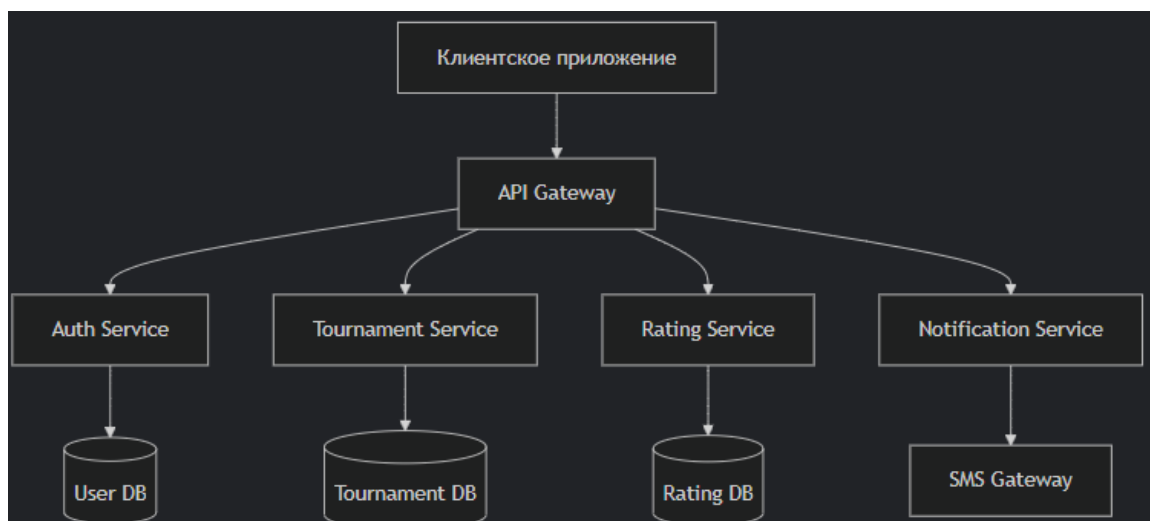 Клиентское приложение
API Gateway
Auth Service
Tournament Service
Rating Service
Notification Service
User DB
Tournament DB
Rating DB
SMS Gateway